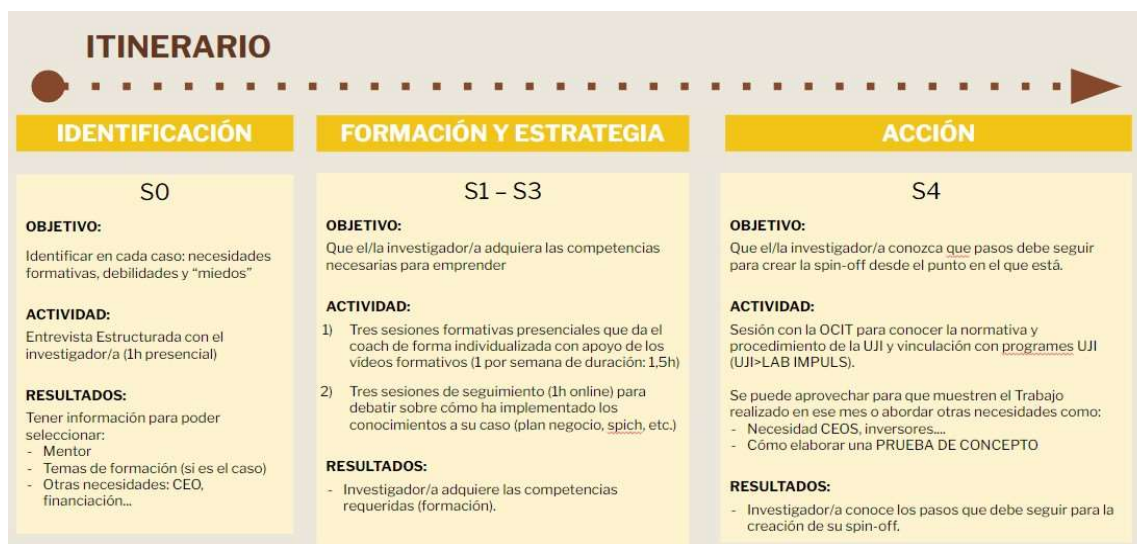 ITINERARIO
IDENTIFICACIÓN
S0
OBJETIVO:
Identificar en cada caso: necesidades
formativas, debilidades y “miedos”
ACTIVIDAD:
Entrevista Estructurada con el
investigador/a (1h presencial)
RESULTADOS:
Tener información para poder
seleccionar:
- Mentor
- Temas de formación (si es el caso)
- Otras necesidades: CEO,
financiación...
FORMACIÓN Y ESTRATEGIA
S1 – S3
OBJETIVO:
Que el/la investigador/a adquiera las competencias
necesarias para emprender
ACTIVIDAD:
1) Tres sesiones formativas presenciales que da el
coach de forma individualizada con apoyo de los
vídeos formativos (1 por semana de duración: 1,5h)
2) Tres sesiones de seguimiento (1h online) para
debatir sobre cómo ha implementado los
conocimientos a su caso (plan negocio, spich, etc.)
RESULTADOS:
- Investigador/a adquiere las competencias
requeridas (formación).
ACCIÓN
S4
OBJETIVO:
Que el/la investigador/a conozca que pasos debe seguir
para crear la spin-off desde el punto en el que está.
ACTIVIDAD:
Sesión con la OCIT para conocer la normativa y
procedimiento de la UJI y vinculación con programes UJI
(UJI>LAB IMPULS).
Se puede aprovechar para que muestren el Trabajo
realizado en ese mes o abordar otras necesidades como:
- Necesidad CEOS, inversores....
- Cómo elaborar una PRUEBA DE CONCEPTO
RESULTADOS:
- Investigador/a conoce los pasos que debe seguir para la
creación de su spin-off.